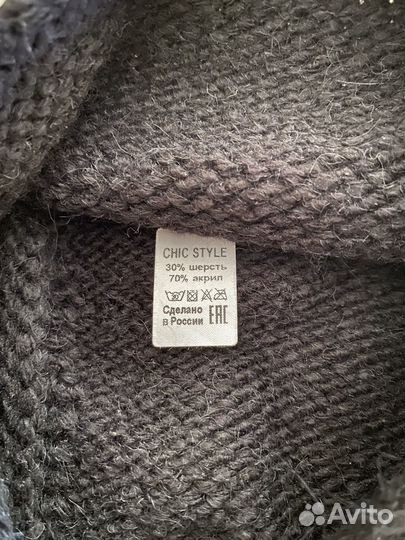 CHIC STYLE
30% шерсть
70% акрил
Сделано
в России
EAC
Avito